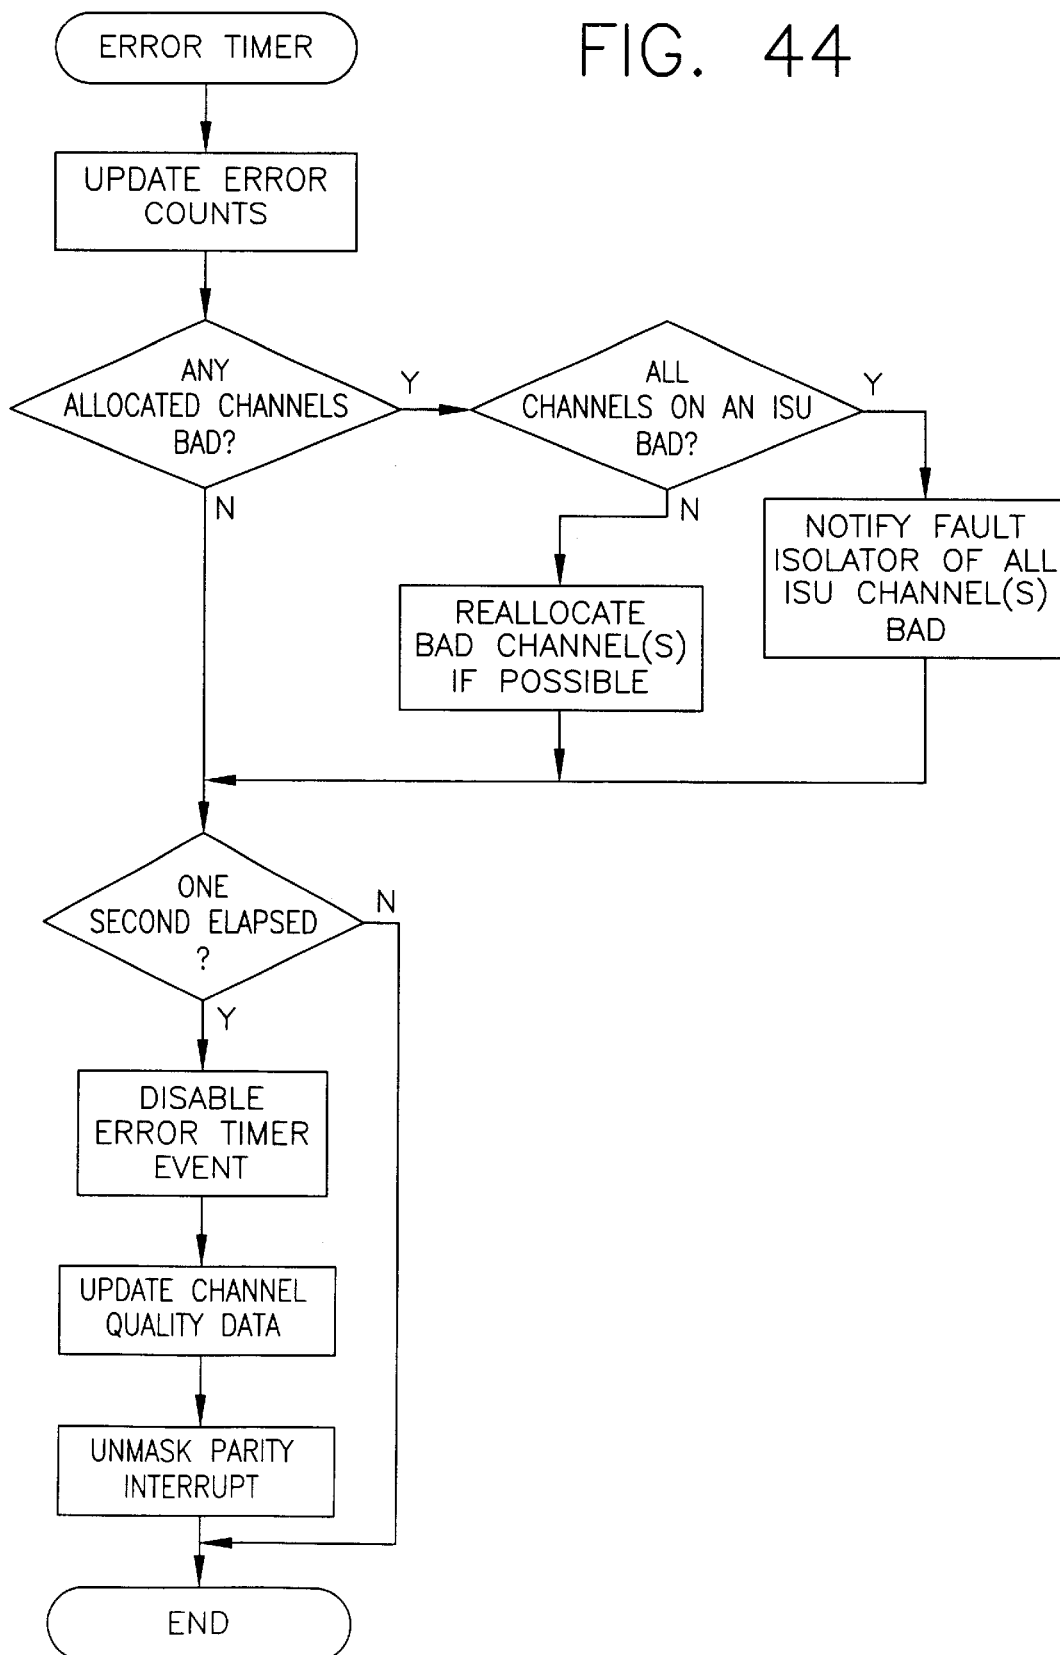 FIG. 44
ERROR TIMER
UPDATE ERROR
COUNTS
ANY
ALLOCATED CHANNELS
BAD?
Y
N
ALL
CHANNELS ON AN ISU
BAD?
Y
N
NOTIFY FAULT
ISOLATOR OF ALL
ISU CHANNEL(S)
BAD
REALLOCATE
BAD CHANNEL(S)
IF POSSIBLE
ONE
SECOND ELAPSED
?
N
Y
DISABLE
ERROR TIMER
EVENT
UPDATE CHANNEL
QUALITY DATA
UNMASK PARITY
INTERRUPT
END